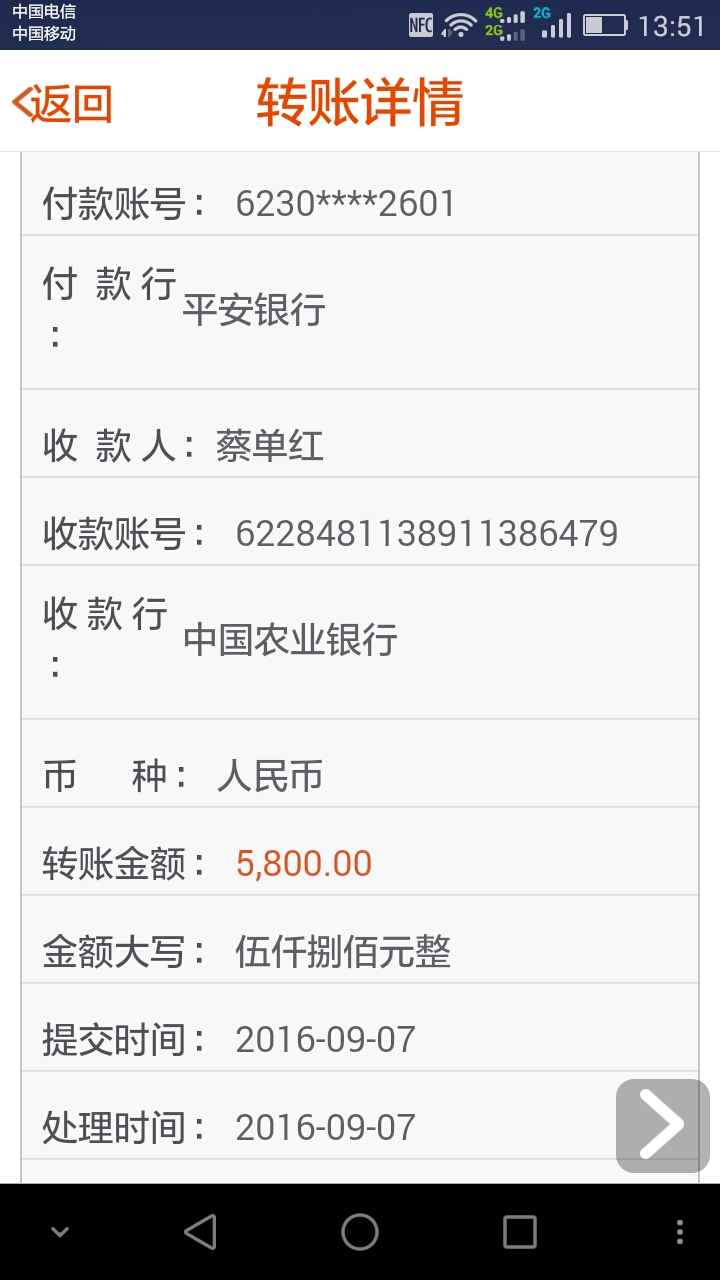 中国电信
中国移动
NFC 4G 2G 2G 13:51
返回 转账详情
付款账号： 6230****2601
付 款 行
：
平安银行
收 款 人： 蔡单红
收款账号： 6228481138911386479
收 款 行
：
中国农业银行
币 种： 人民币
转账金额： 5,800.00
金额大写： 伍仟捌佰元整
提交时间： 2016-09-07
处理时间： 2016-09-07